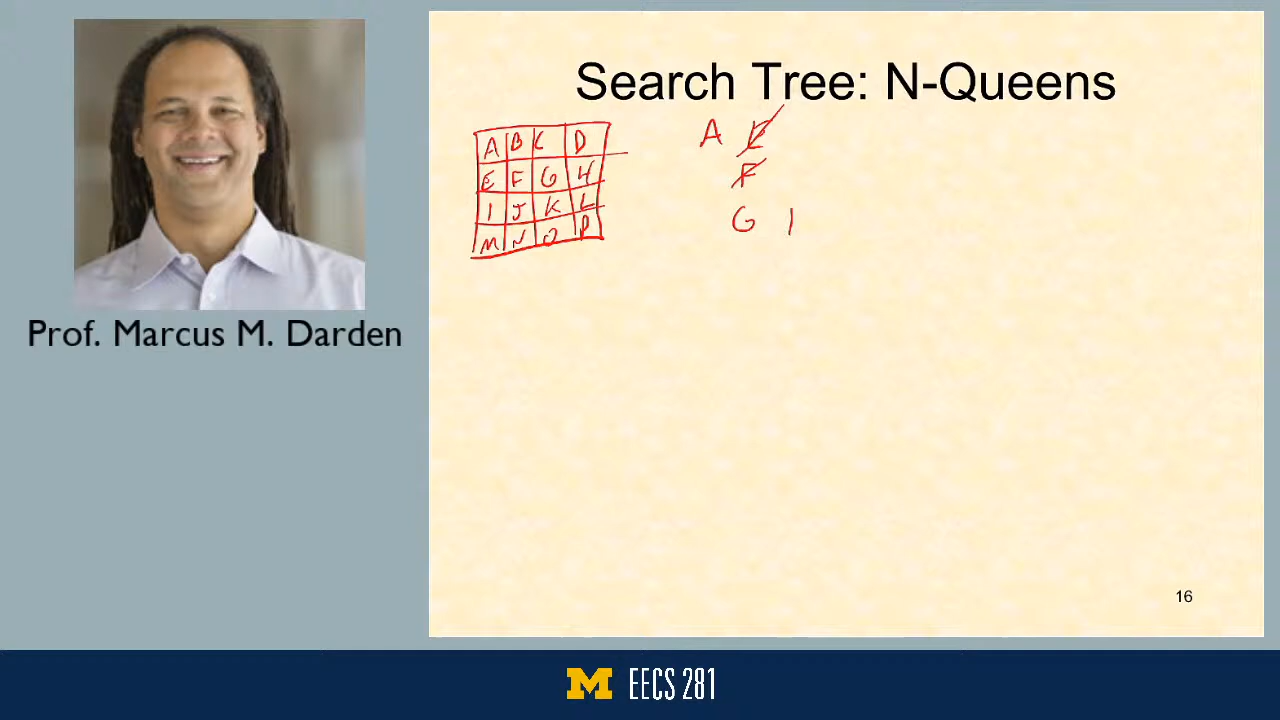 Search Tree: N-Queens
A B C D
E F G H
I J K L
M N O P
A E
F
G I
Prof. Marcus M. Darden
16
M EECS 281